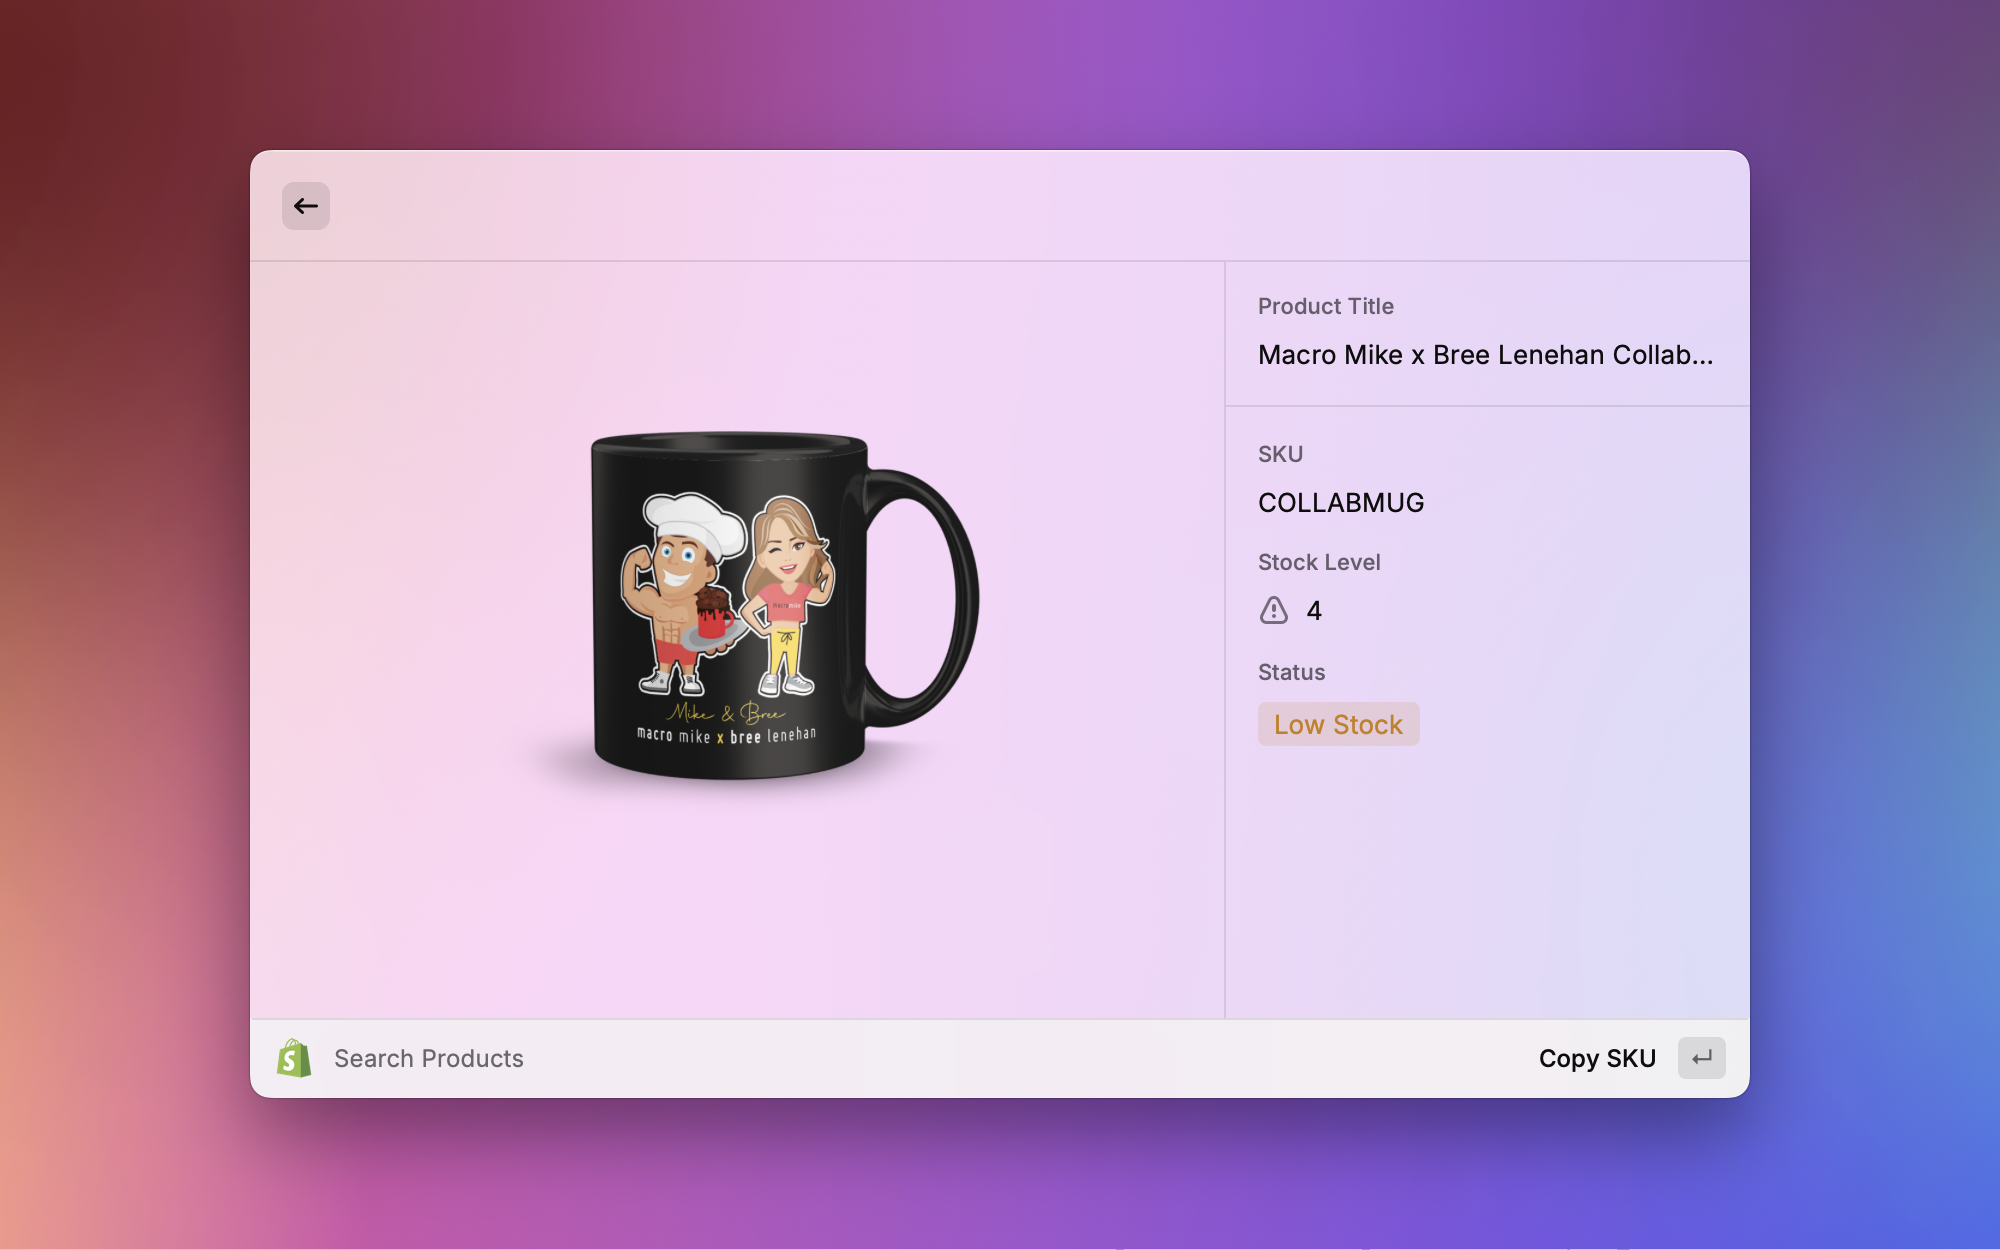 Product Title
Macro Mike x Bree Lenehan Collab...
SKU
COLLABMUG
Stock Level
4
Status
Low Stock
Macromike
Mike & Bree
macro mike x bree lenehan
S
Search Products
Copy SKU